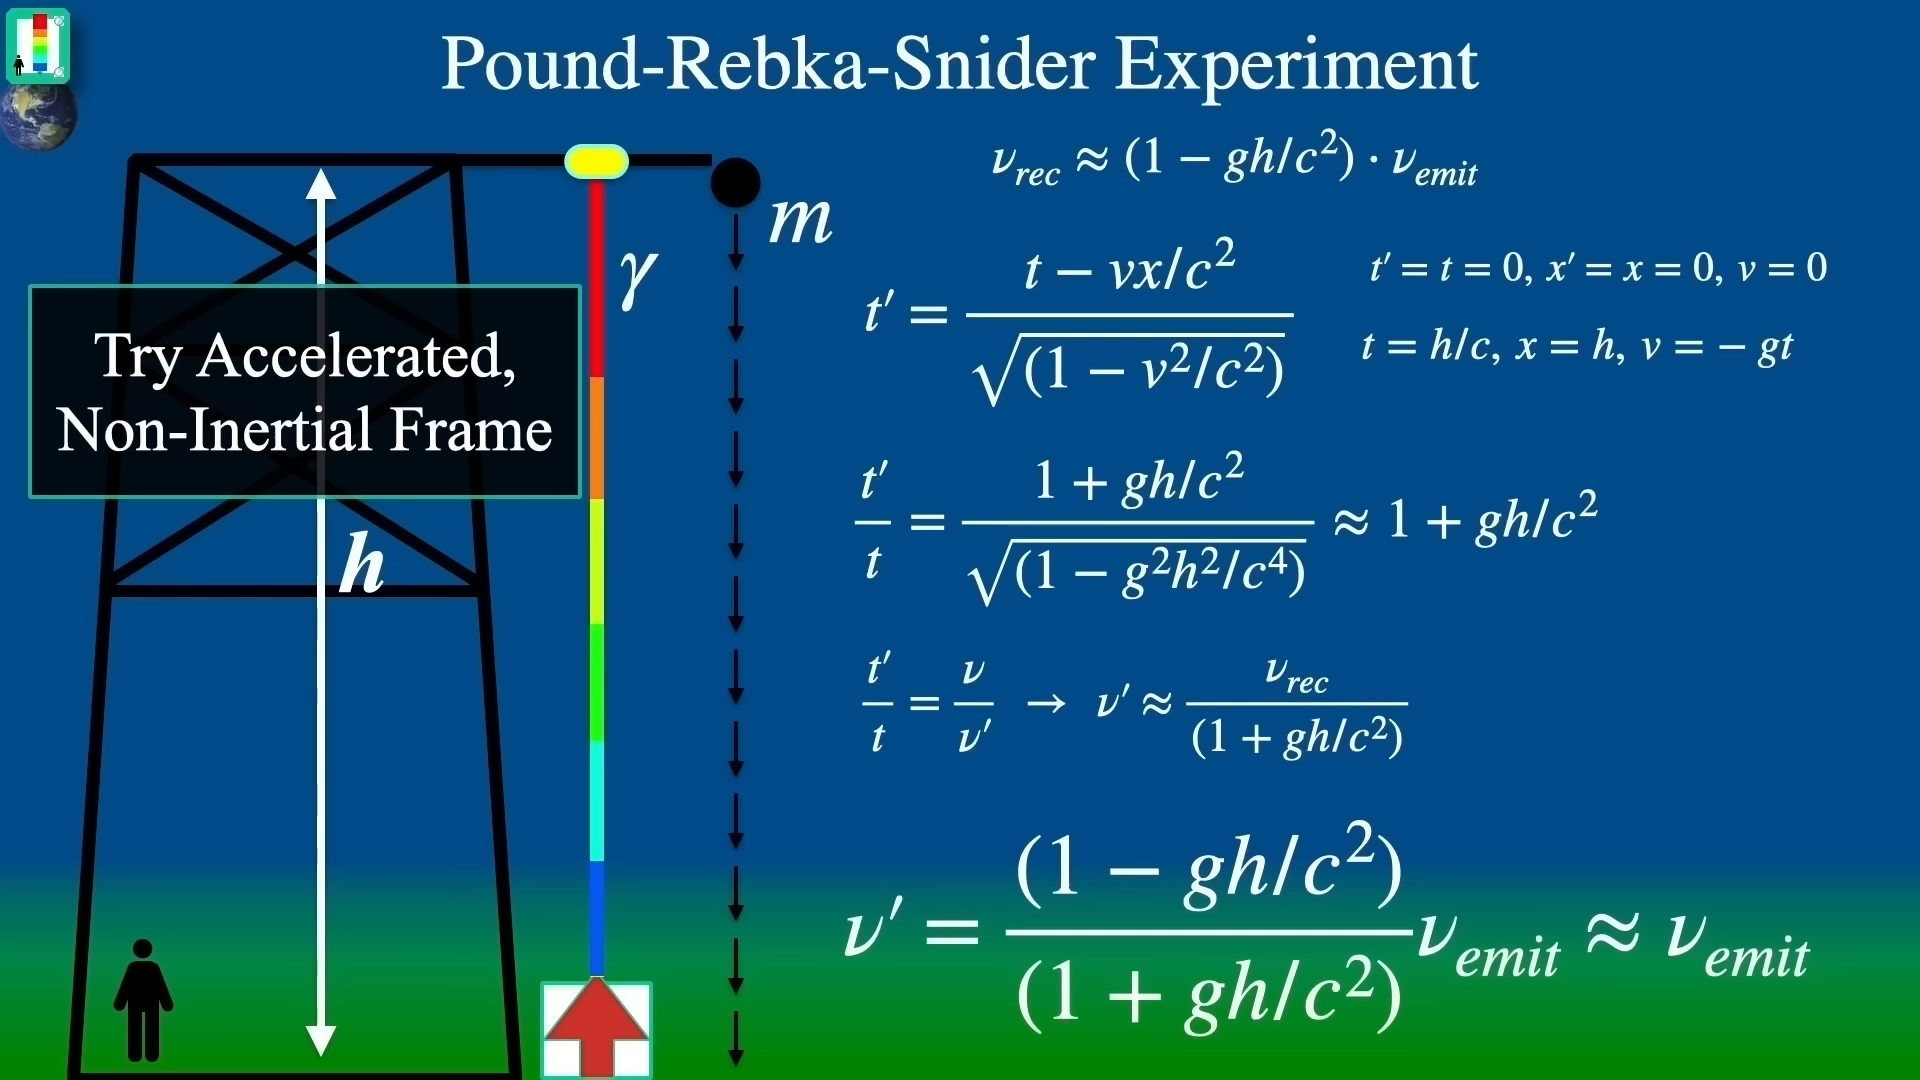 Pound-Rebka-Snider Experiment
ν_rec ≈ (1 − gh/c²) · ν_emit
m
γ
t′ = (t − vx/c²) / √(1 − v²/c²)
t′ = t = 0, x′ = x = 0, v = 0
t = h/c, x = h, v = − gt
Try Accelerated,
Non-Inertial Frame
h
t′/t = (1 + gh/c²) / √(1 − g²h²/c⁴) ≈ 1 + gh/c²
t′/t = ν/ν′ → ν′ ≈ ν_rec / (1 + gh/c²)
ν′ = (1 − gh/c²) / (1 + gh/c²) ν_emit ≈ ν_emit